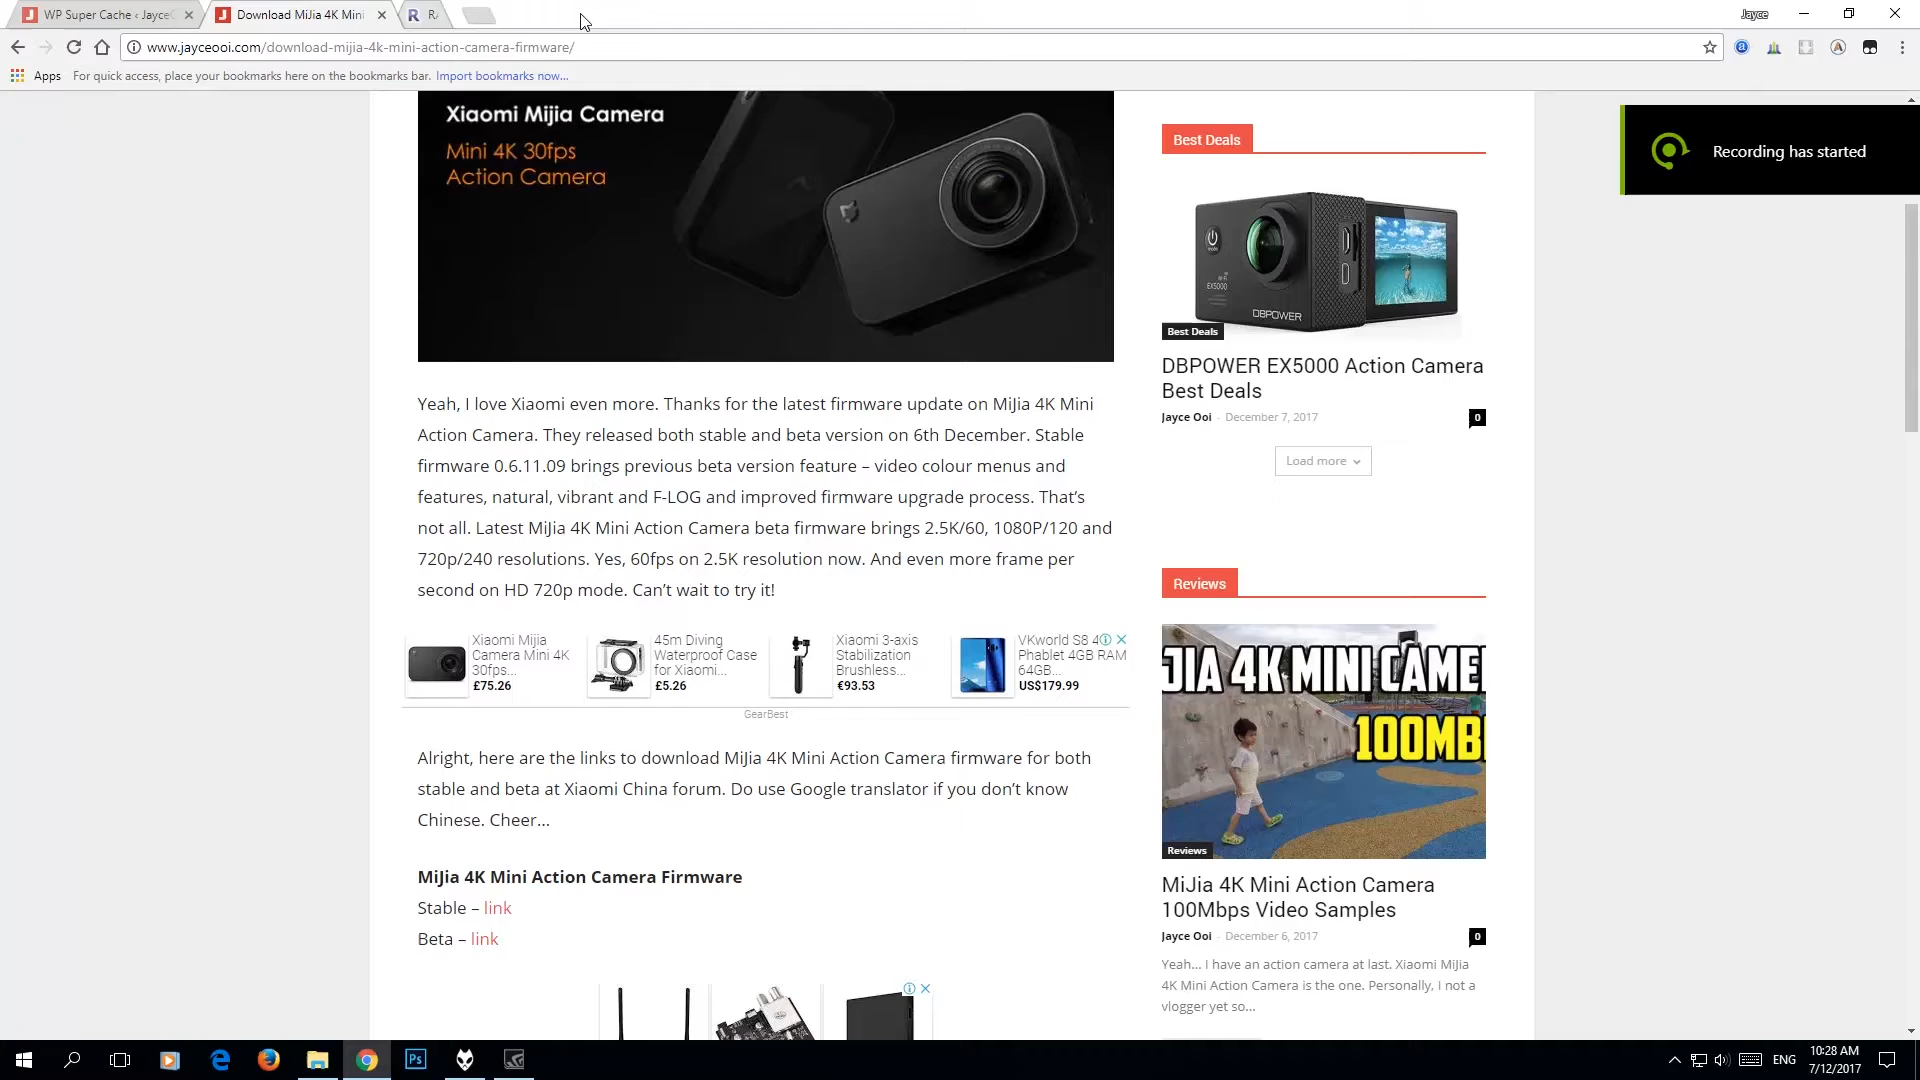 WP Super Cache ‹ JayceO
Download MiJia 4K Mini
RA
Jayce
www.jayceooi.com/download-mijia-4k-mini-action-camera-firmware/
Apps For quick access, place your bookmarks here on the bookmarks bar. Import bookmarks now...
Xiaomi Mijia Camera
Mini 4K 30fps
Action Camera
Yeah, I love Xiaomi even more. Thanks for the latest firmware update on MiJia 4K Mini
Action Camera. They released both stable and beta version on 6th December. Stable
firmware 0.6.11.09 brings previous beta version feature – video colour menus and
features, natural, vibrant and F-LOG and improved firmware upgrade process. That’s
not all. Latest MiJia 4K Mini Action Camera beta firmware brings 2.5K/60, 1080P/120 and
720p/240 resolutions. Yes, 60fps on 2.5K resolution now. And even more frame per
second on HD 720p mode. Can’t wait to try it!
Xiaomi Mijia
Camera Mini 4K
30fps...
£75.26
45m Diving
Waterproof Case
for Xiaomi...
£5.26
Xiaomi 3-axis
Stabilization
Brushless...
€93.53
VKworld S8 4
Phablet 4GB RAM
64GB...
US$179.99
GearBest
Alright, here are the links to download MiJia 4K Mini Action Camera firmware for both
stable and beta at Xiaomi China forum. Do use Google translator if you don’t know
Chinese. Cheer…
MiJia 4K Mini Action Camera Firmware
Stable – link
Beta – link
Recording has started
Best Deals
EX5000
DBPOWER
Best Deals
DBPOWER EX5000 Action Camera
Best Deals
Jayce Ooi - December 7, 2017
0
Load more
Reviews
JIA 4K MINI CAME
100MB
Reviews
MiJia 4K Mini Action Camera
100Mbps Video Samples
Jayce Ooi - December 6, 2017
0
Yeah... I have an action camera at last. Xiaomi MiJia
4K Mini Action Camera is the one. Personally, I not a
vlogger yet so...
Ps
ENG
10:28 AM
7/12/2017